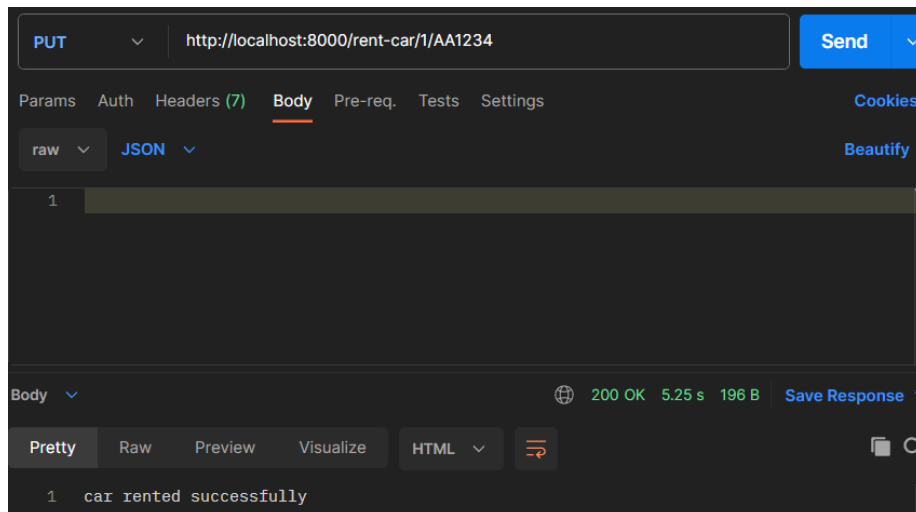 PUT http://localhost:8000/rent-car/1/AA1234 Send
Params Auth Headers (7) Body Pre-req. Tests Settings Cookies
raw JSON Beautify
1
Body 200 OK 5.25 s 196 B Save Response
Pretty Raw Preview Visualize HTML
1 car rented successfully